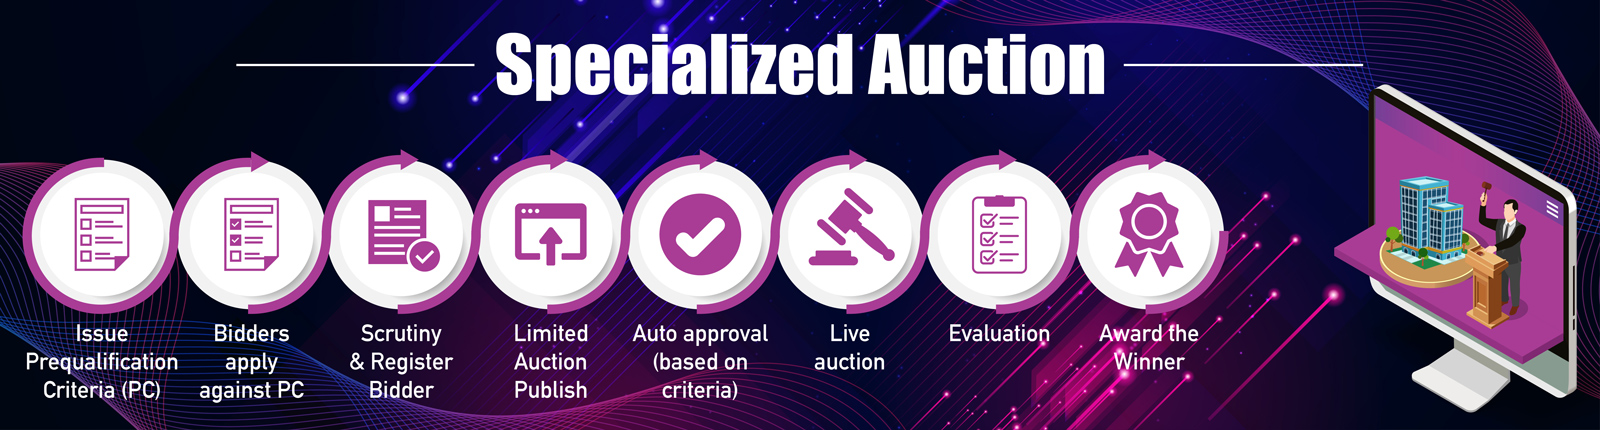 Specialized Auction
Issue
Prequalification
Criteria (PC)
Bidders
apply
against PC
Scrutiny
& Register
Bidder
Limited
Auction
Publish
Auto approval
(based on
criteria)
Live
auction
Evaluation
Award the
Winner